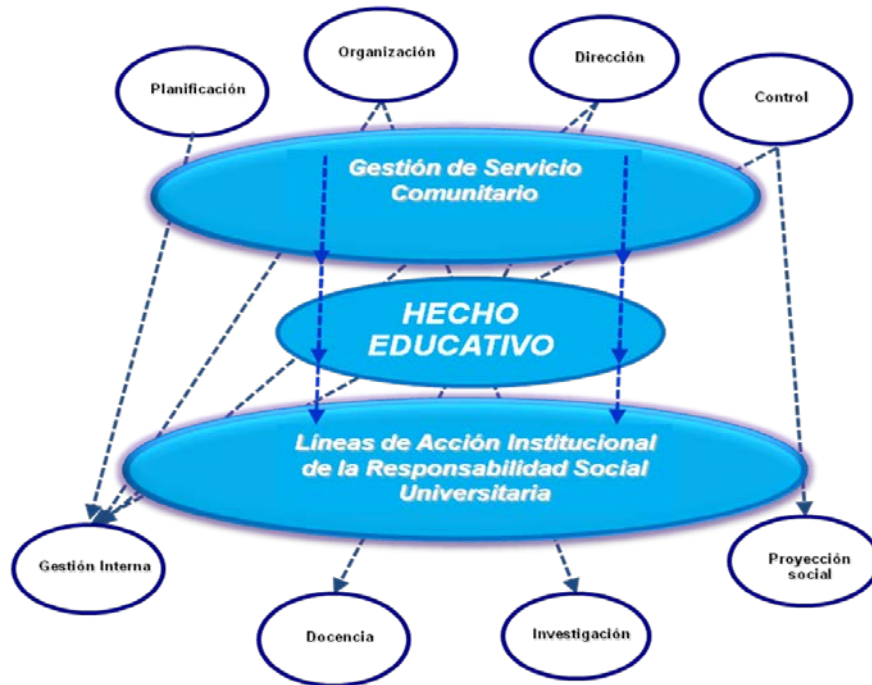 Organización
Dirección
Planificación
Control
Gestión de Servicio
Comunitario
HECHO
EDUCATIVO
Líneas de Acción Institucional
de la Responsabilidad Social
Universitaria
Gestión Interna
Proyección
social
Docencia
Investigación